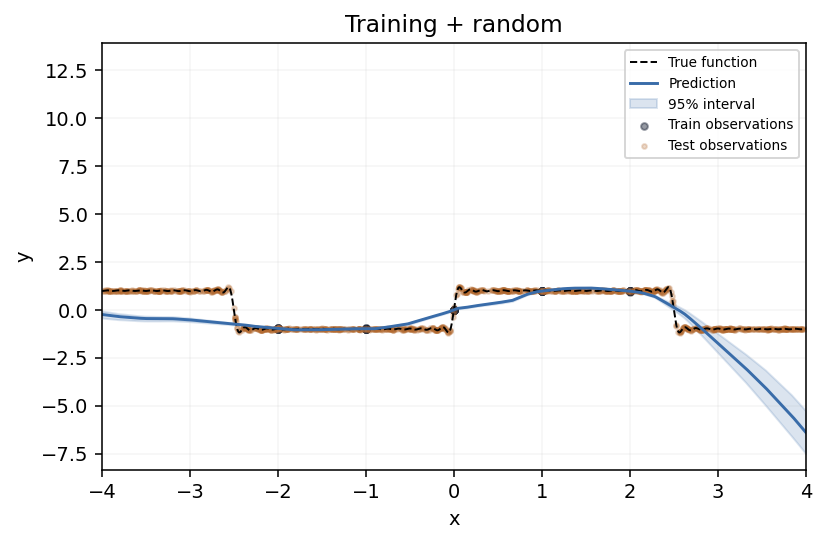 Training + random
True function
Prediction
95% interval
Train observations
Test observations
12.5
10.0
7.5
5.0
2.5
0.0
−2.5
−5.0
−7.5
y
−4
−3
−2
−1
0
1
2
3
4
x